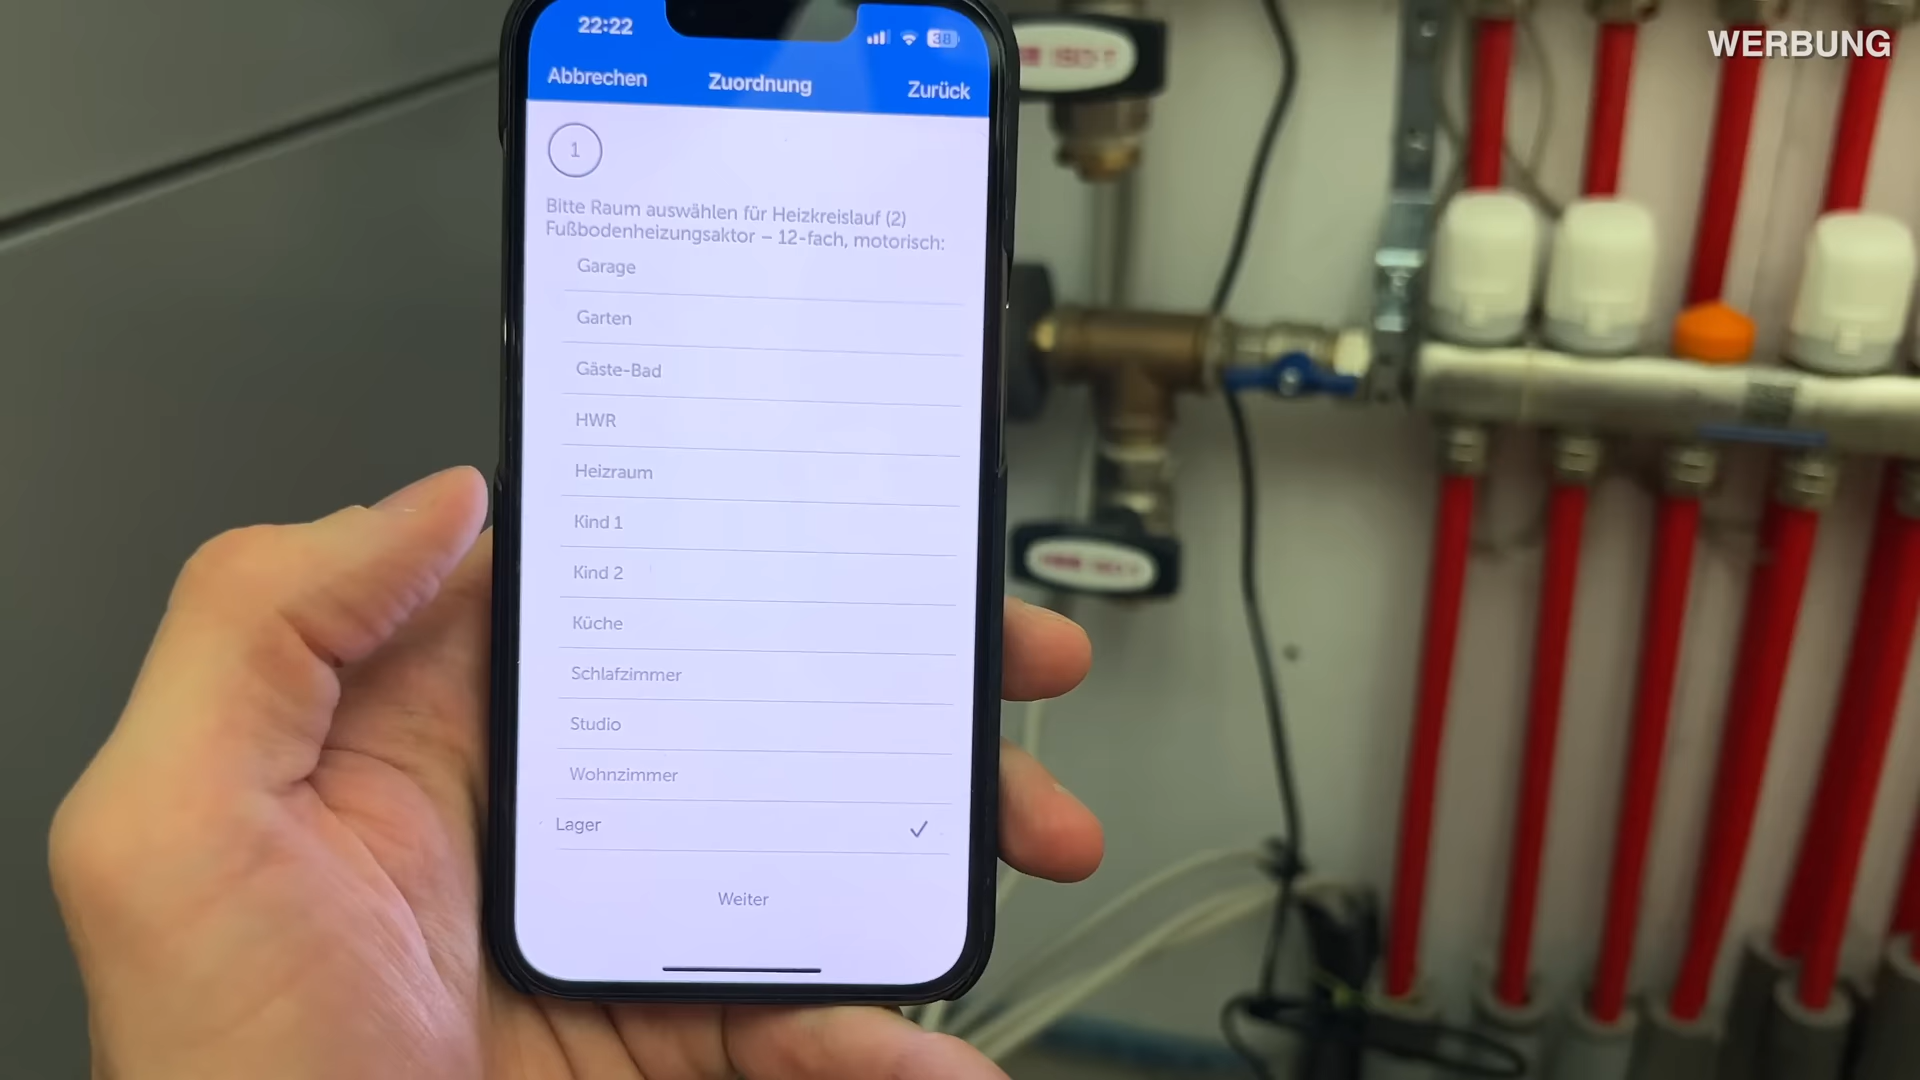 WERBUNG
22:22
38
Abbrechen Zuordnung Zurück
1
Bitte Raum auswählen für Heizkreislauf (2)
Fußbodenheizungsaktor – 12-fach, motorisch:
Garage
Garten
Gäste-Bad
HWR
Heizraum
Kind 1
Kind 2
Küche
Schlafzimmer
Studio
Wohnzimmer
Lager
Weiter